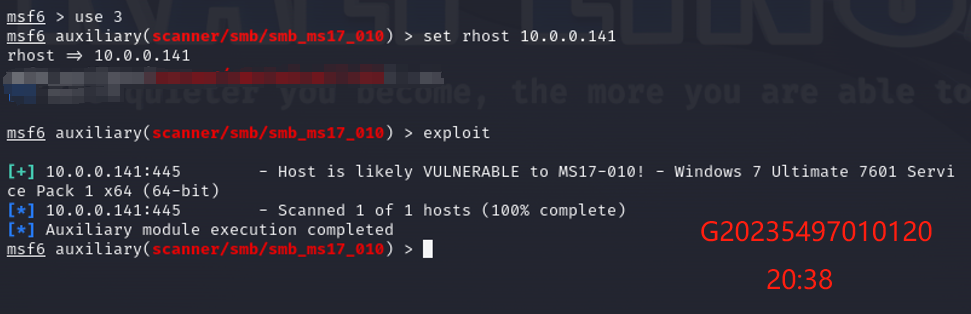 msf6 > use 3
msf6 auxiliary(scanner/smb/smb_ms17_010) > set rhost 10.0.0.141
rhost => 10.0.0.141
quieter you become, the more you are able to
msf6 auxiliary(scanner/smb/smb_ms17_010) > exploit
[+] 10.0.0.141:445 - Host is likely VULNERABLE to MS17-010! - Windows 7 Ultimate 7601 Servi
ce Pack 1 x64 (64-bit)
[*] 10.0.0.141:445 - Scanned 1 of 1 hosts (100% complete)
[*] Auxiliary module execution completed
msf6 auxiliary(scanner/smb/smb_ms17_010) >
G20235497010120
20:38